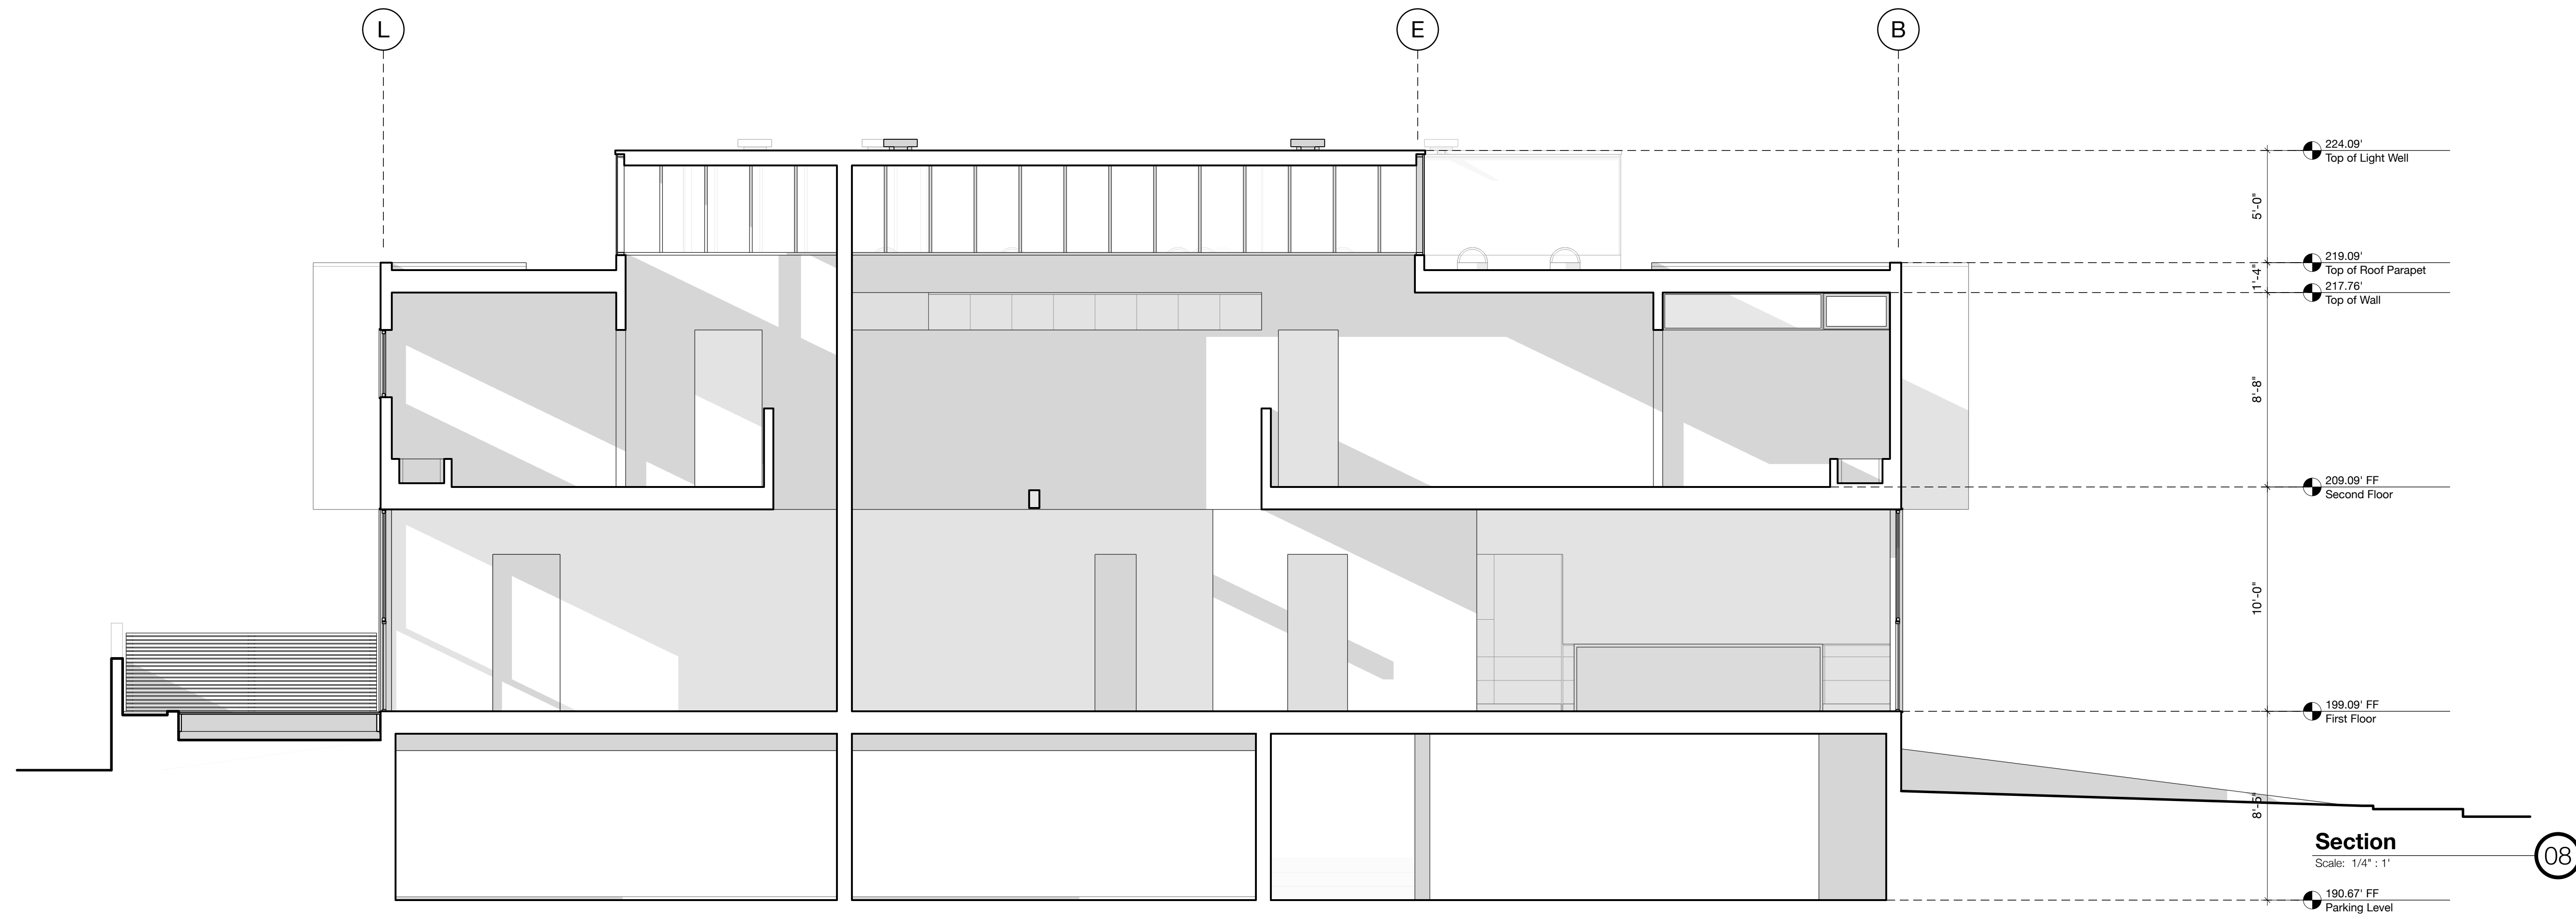 L
E
B
224.09'
Top of Light Well
5'-0"
219.09'
Top of Roof Parapet
1'-4"
217.76'
Top of Wall
8'-8"
209.09' FF
Second Floor
10'-0"
199.09' FF
First Floor
8'-5"
Section
Scale: 1/4" : 1'
08
190.67' FF
Parking Level